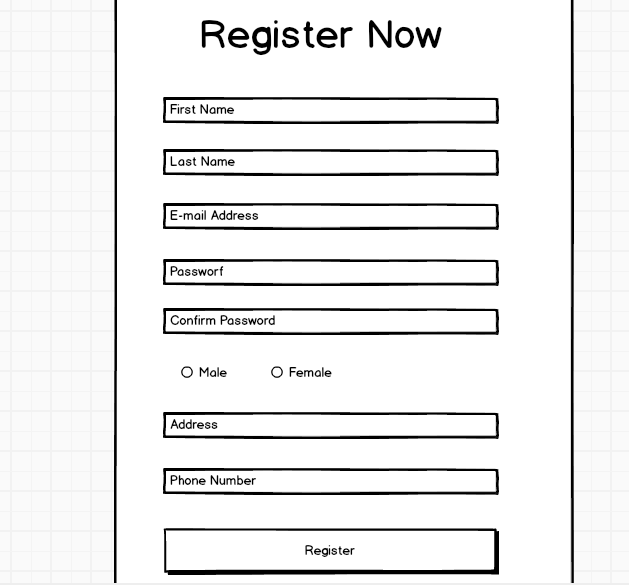 Register Now
First Name
Last Name
E-mail Address
Passworf
Confirm Password
Male Female
Address
Phone Number
Register